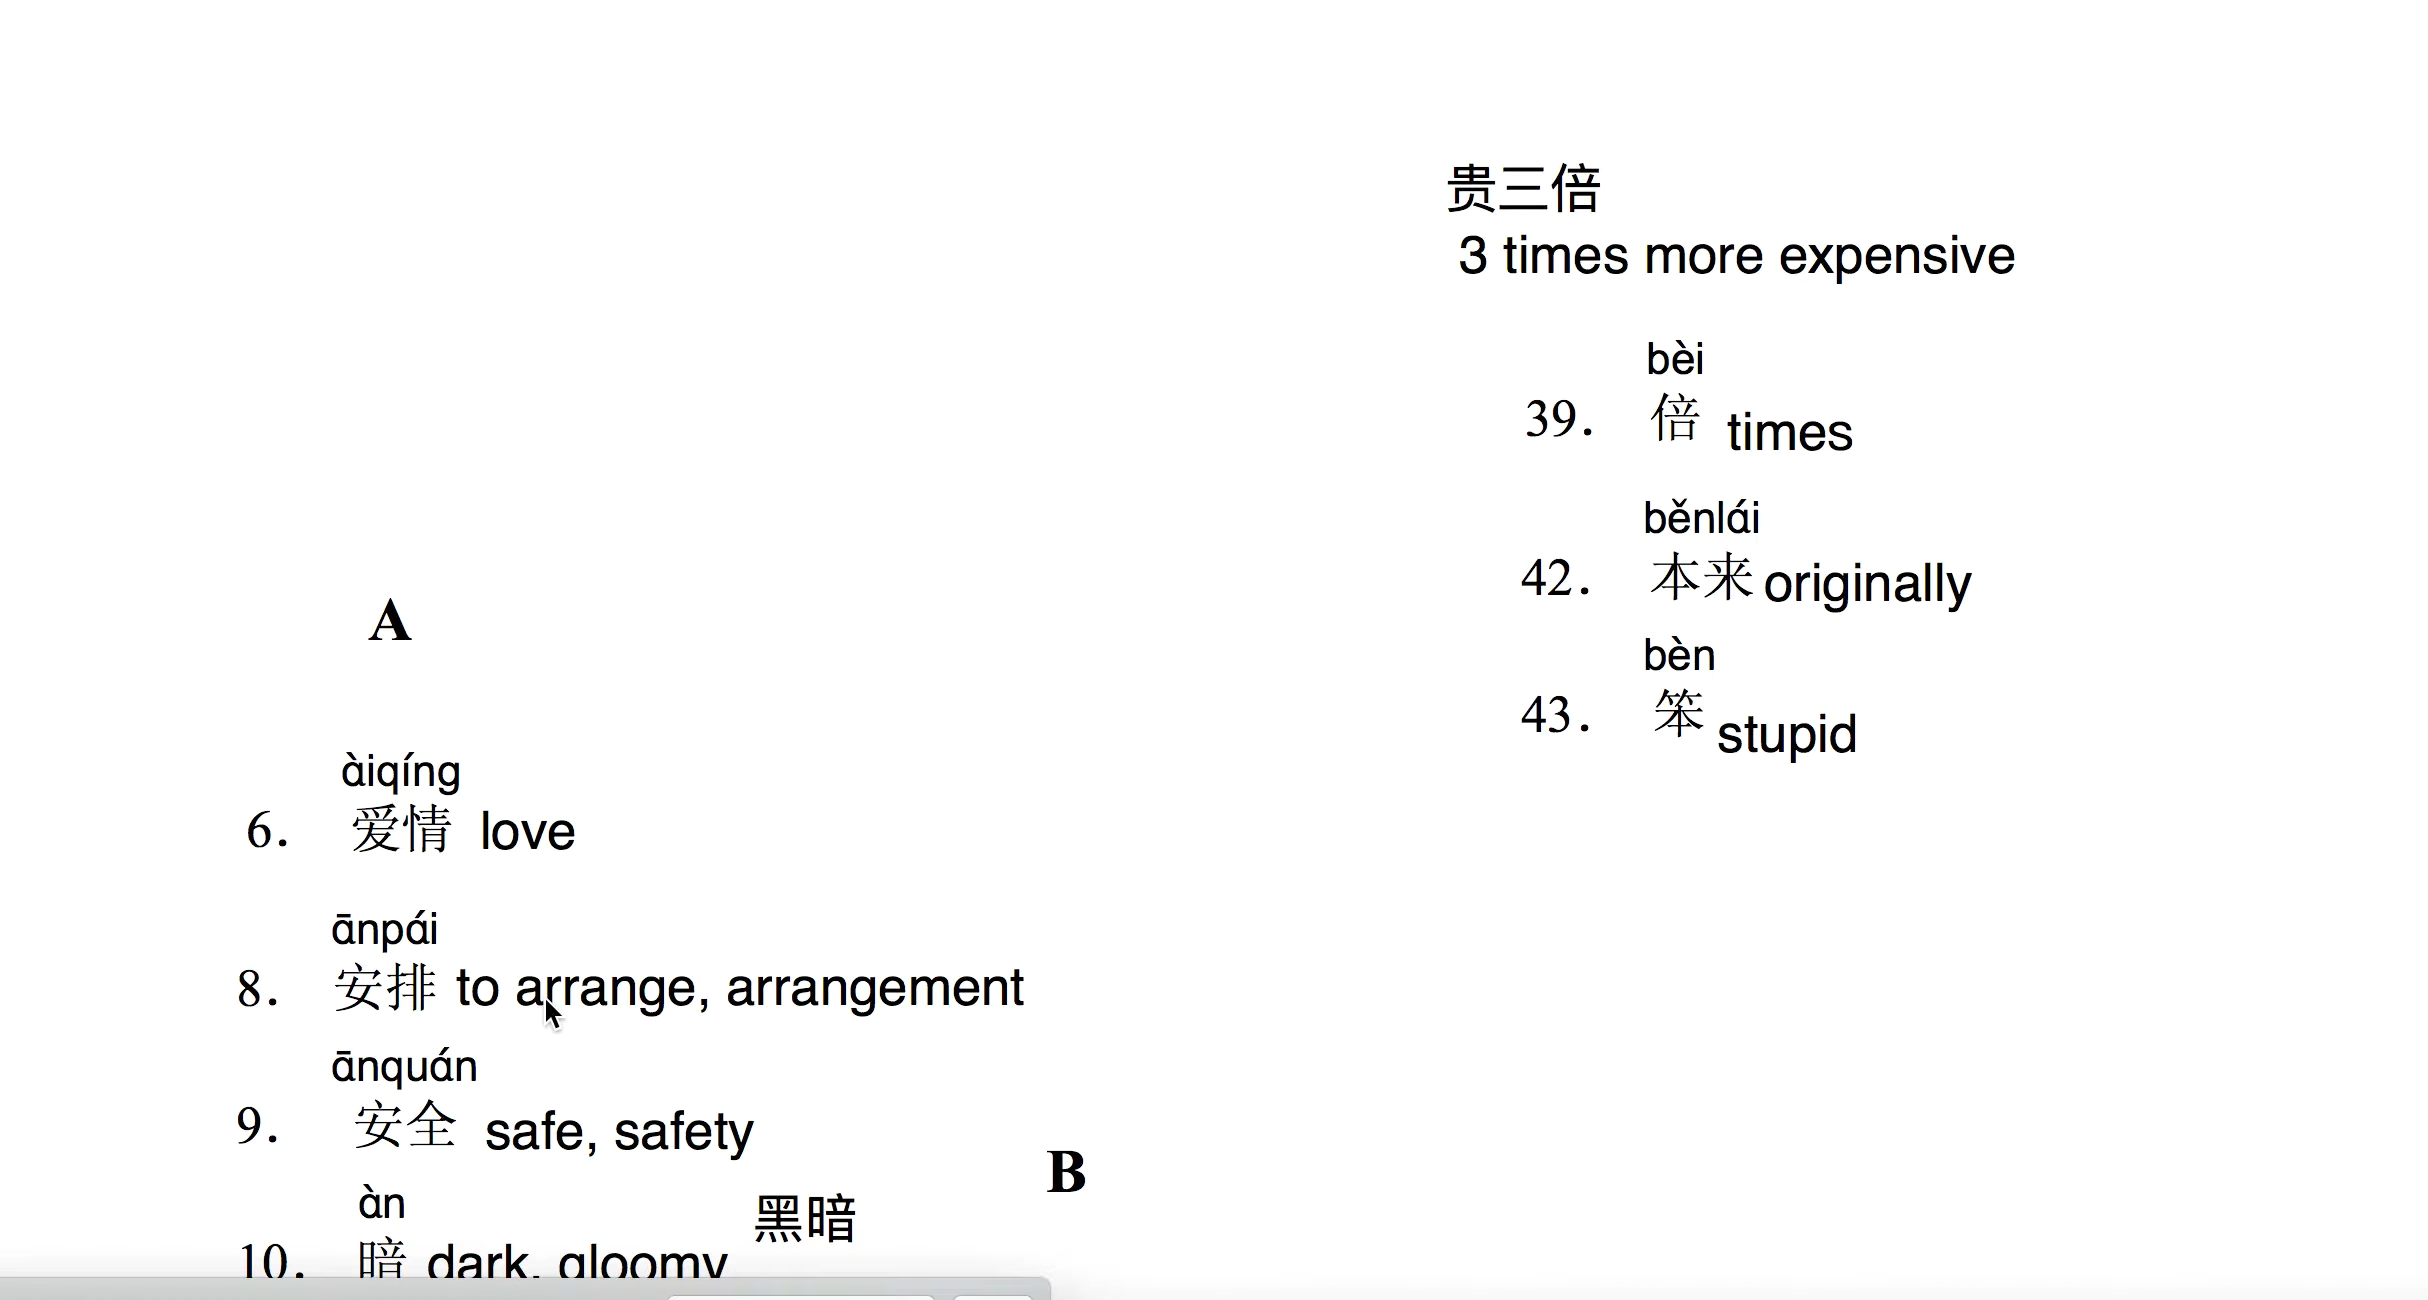 A
àiqíng
6. 爱情 love
ānpái
8. 安排 to arrange, arrangement
ānquán
9. 安全 safe, safety
àn
黑暗
10. 暗 dark, gloomy
B
贵三倍
3 times more expensive
bèi
39. 倍 times
běnlái
42. 本来 originally
bèn
43. 笨 stupid